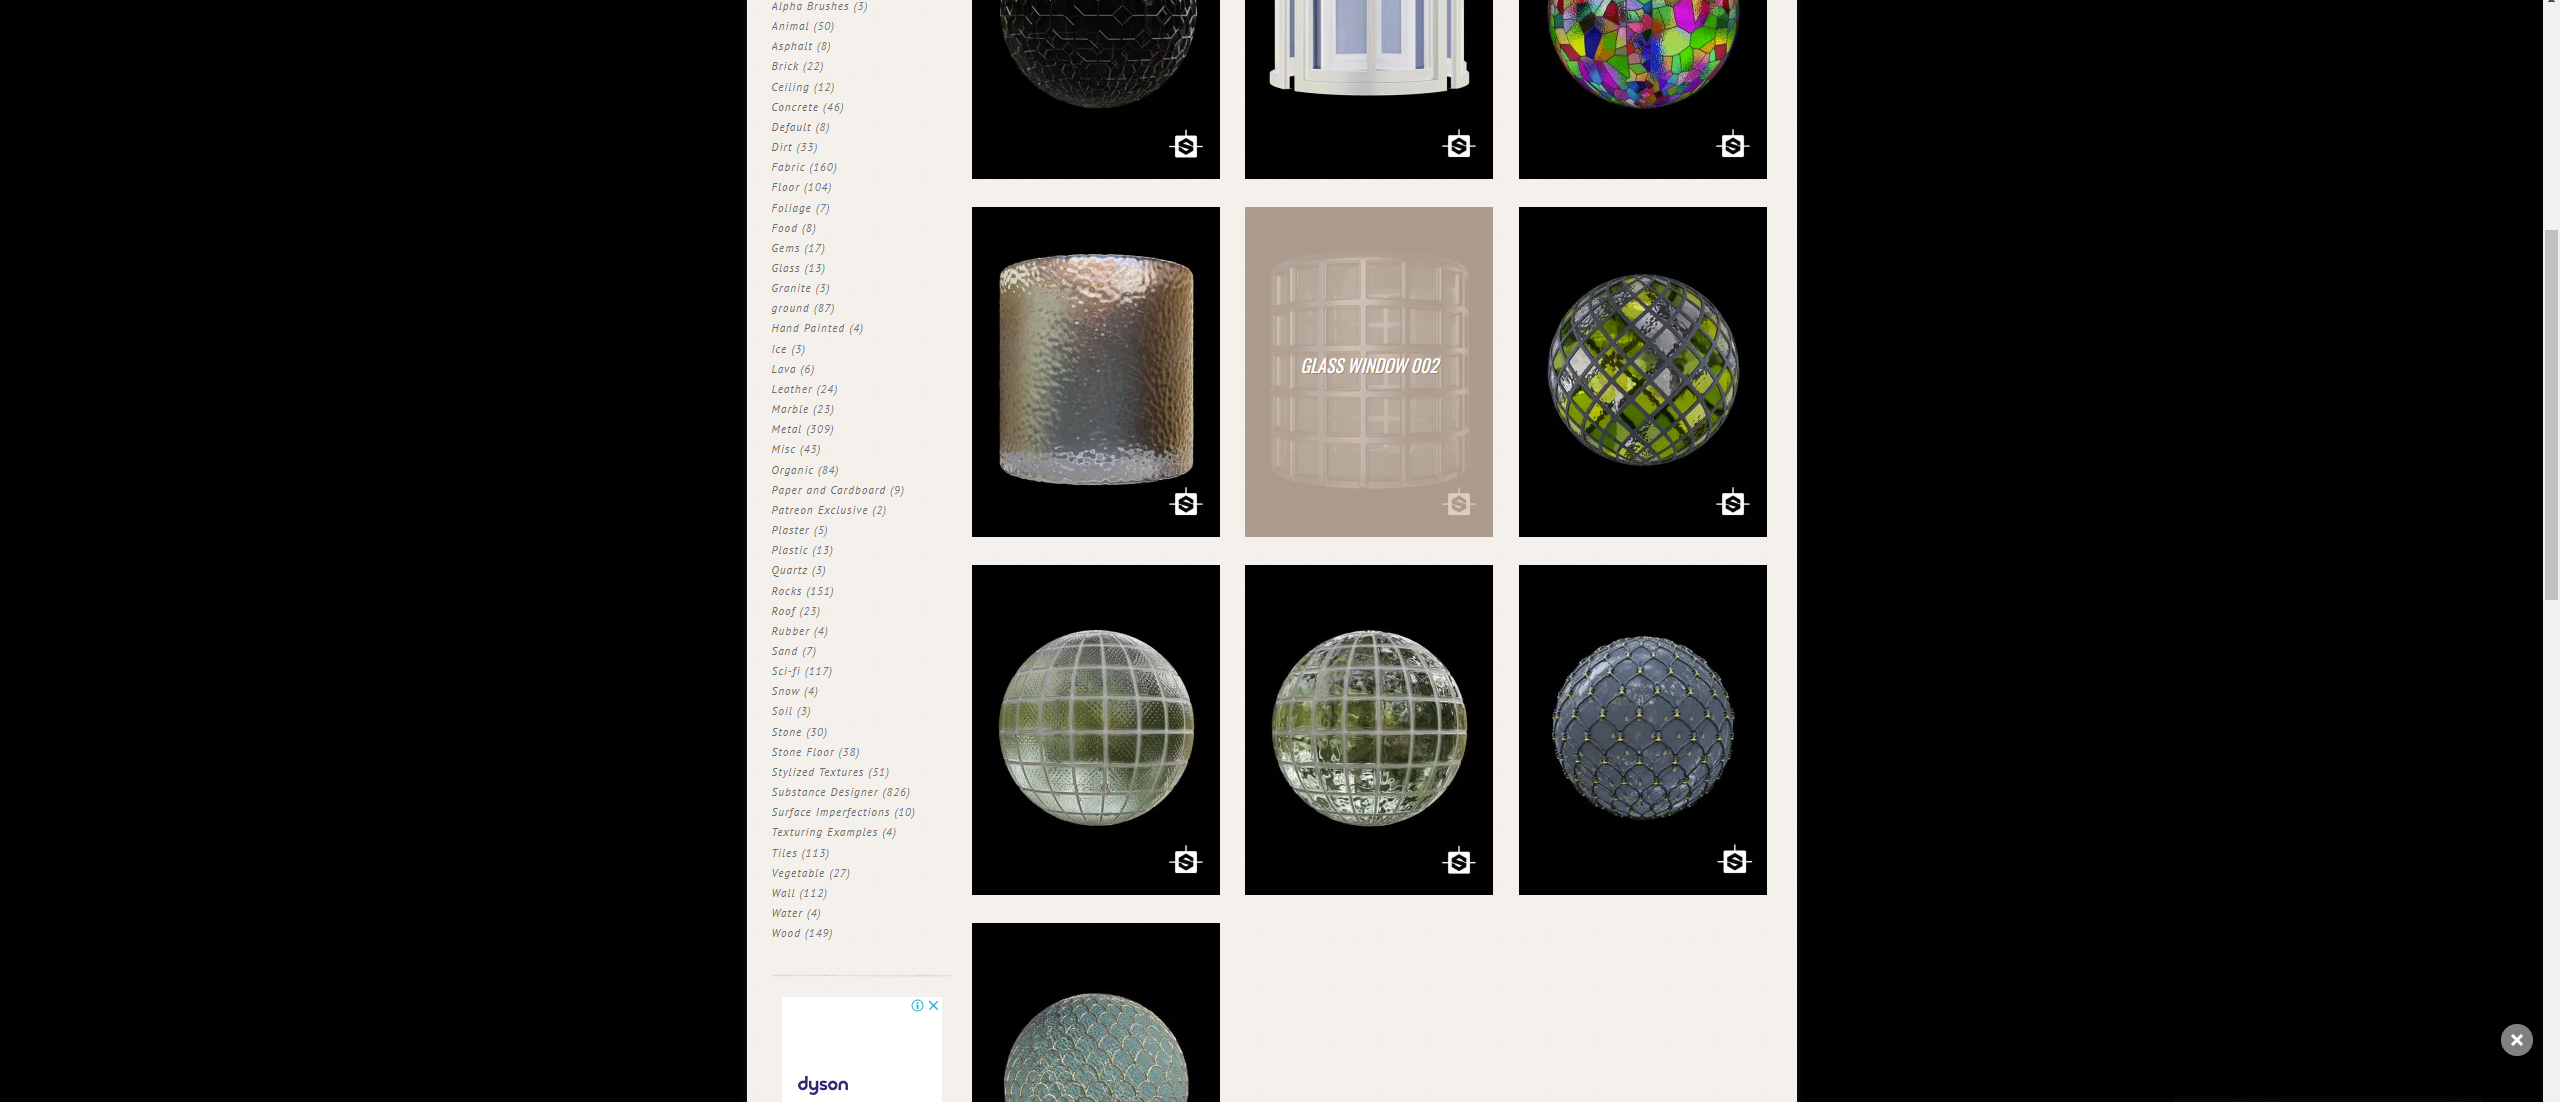 Alpha Brushes (3)
Animal (50)
Asphalt (8)
Brick (22)
Ceiling (12)
Concrete (46)
Default (8)
Dirt (33)
Fabric (160)
Floor (104)
Foliage (7)
Food (8)
Gems (17)
Glass (13)
Granite (3)
ground (87)
Hand Painted (4)
Ice (3)
Lava (6)
Leather (24)
Marble (23)
Metal (309)
Misc (43)
Organic (84)
Paper and Cardboard (9)
Patreon Exclusive (2)
Plaster (5)
Plastic (13)
Quartz (3)
Rocks (151)
Roof (23)
Rubber (4)
Sand (7)
Sci-fi (117)
Snow (4)
Soil (3)
Stone (30)
Stone Floor (38)
Stylized Textures (51)
Substance Designer (826)
Surface Imperfections (10)
Texturing Examples (4)
Tiles (113)
Vegetable (27)
Wall (112)
Water (4)
Wood (149)
dyson
GLASS WINDOW 002